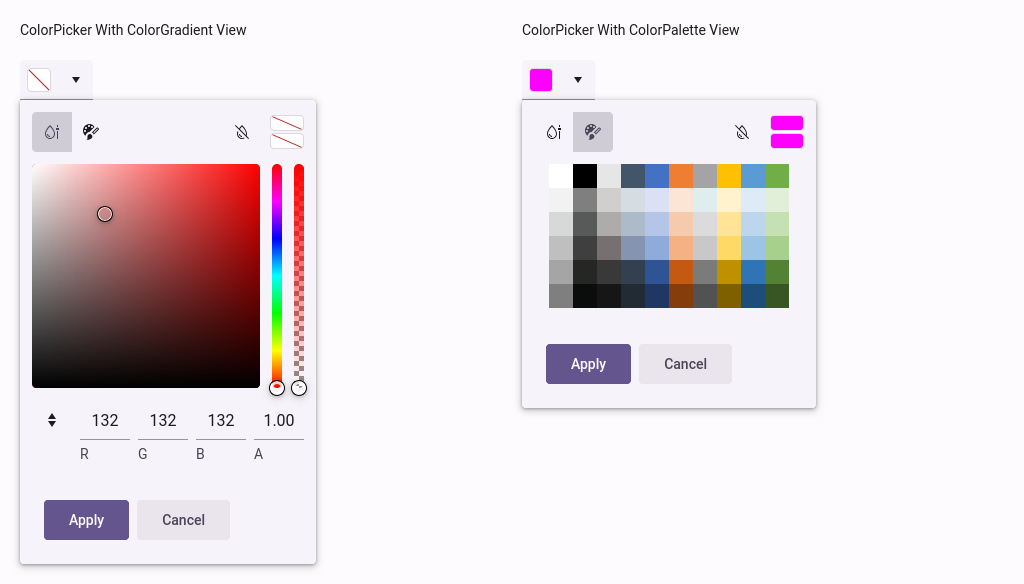 ColorPicker With ColorGradient View
132 132 132 1.00
R G B A
Apply Cancel
ColorPicker With ColorPalette View
Apply Cancel